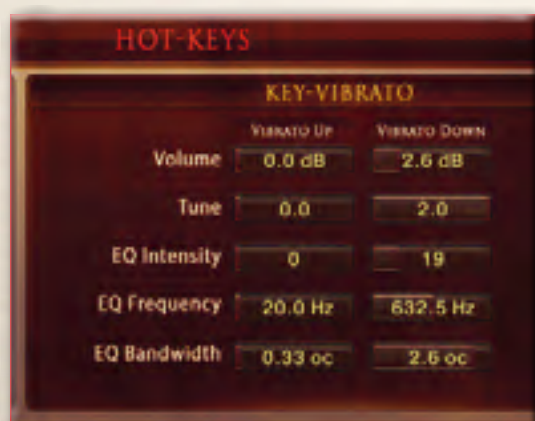 HOT-KEYS
KEY-VIBRATO
VIBRATO UP VIBRATO DOWN
Volume 0.0 dB 2.6 dB
Tune 0.0 2.0
EQ Intensity 0 19
EQ Frequency 20.0 Hz 632.5 Hz
EQ Bandwidth 0.33 oc 2.6 oc